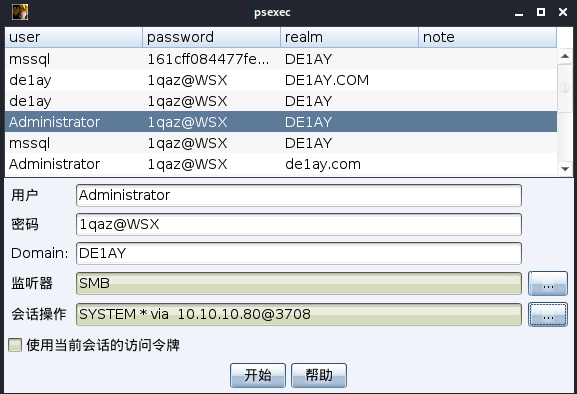 psexec
user password realm note
mssql 161cff084477fe... DE1AY
de1ay 1qaz@WSX DE1AY.COM
de1ay 1qaz@WSX DE1AY
Administrator 1qaz@WSX DE1AY
mssql 1qaz@WSX DE1AY
Administrator 1qaz@WSX de1ay.com
用户 Administrator
密码 1qaz@WSX
Domain: DE1AY
监听器 SMB ...
会话操作 SYSTEM * via 10.10.10.80@3708 ...
使用当前会话的访问令牌
开始 帮助